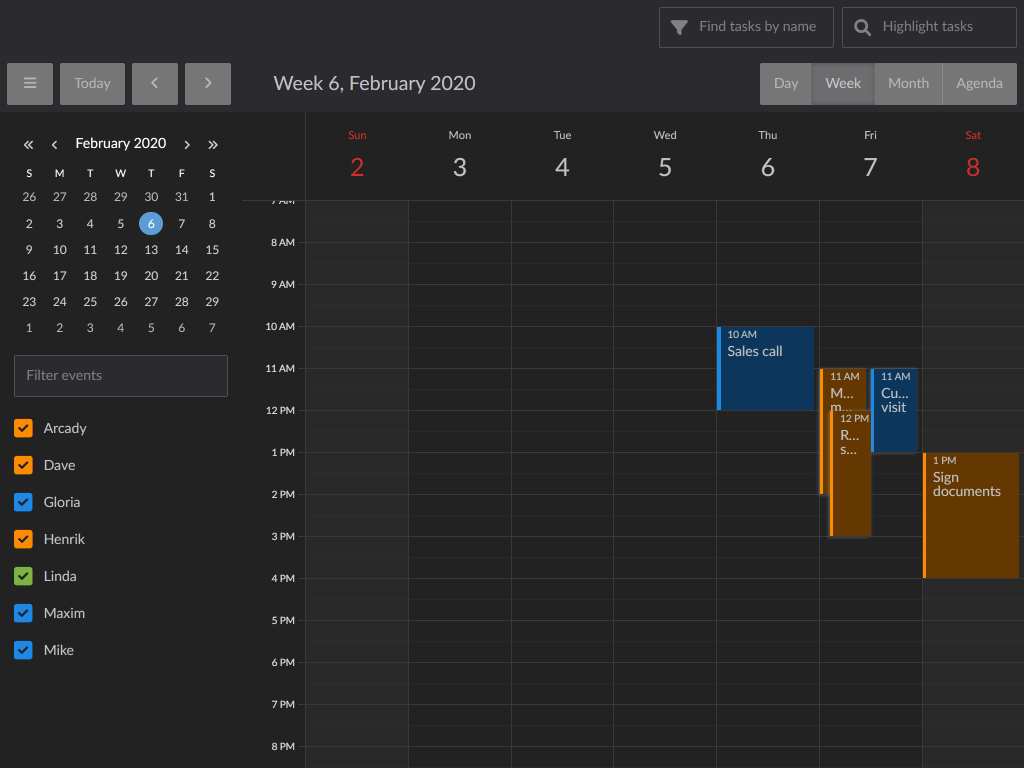 Find tasks by name
Highlight tasks
Today
Week 6, February 2020
Day
Week
Month
Agenda
February 2020
S M T W T F S
26 27 28 29 30 31 1
2 3 4 5 6 7 8
9 10 11 12 13 14 15
16 17 18 19 20 21 22
23 24 25 26 27 28 29
1 2 3 4 5 6 7
Filter events
Arcady
Dave
Gloria
Henrik
Linda
Maxim
Mike
Sun Mon Tue Wed Thu Fri Sat
2 3 4 5 6 7 8
7 AM
8 AM
9 AM
10 AM
11 AM
12 PM
1 PM
2 PM
3 PM
4 PM
5 PM
6 PM
7 PM
8 PM
10 AM
Sales call
11 AM
M...
m...
12 PM
R...
s...
11 AM
Cu...
visit
1 PM
Sign
documents